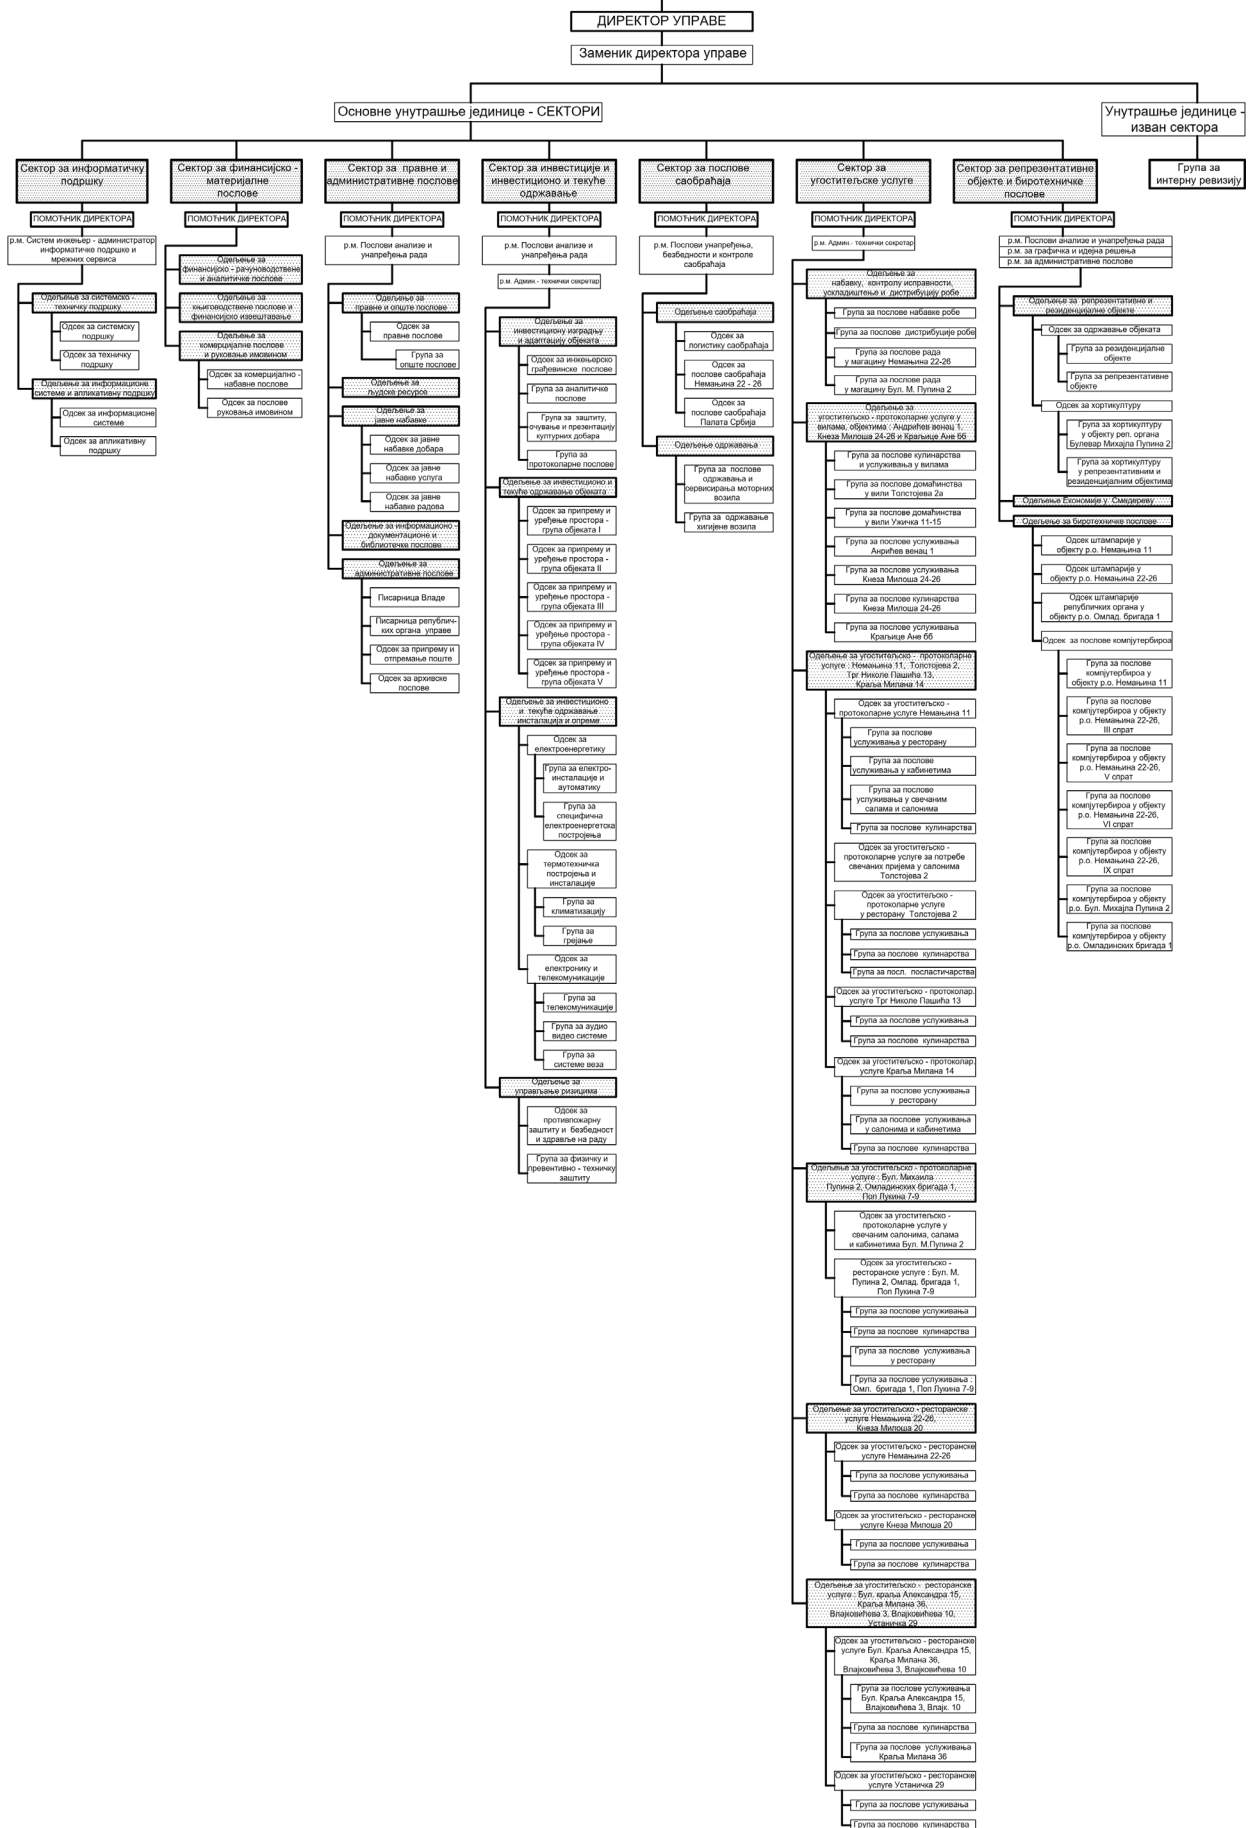 ДИРЕКТОР УПРАВЕ
Заменик директора управе
Основне унутрашње јединице - СЕКТОРИ
Унутрашње јединице -
изван сектора
Сектор за информатичку
подршку
ПОМОЋНИК ДИРЕКТОРА
р.м. Систем инжењер - администратор
информатичке подршке и
мрежних сервиса
Одељење за системско -
техничку подршку
Одсек за системску
подршку
Одсек за техничку
подршку
Одељење за информационе
системе и апликативну подршку
Одсек за информационе
системе
Одсек за апликативну
подршку
Сектор за финансијско -
материјалне
послове
ПОМОЋНИК ДИРЕКТОРА
Одељење за
финансијско - рачуноводствене
и аналитичке послове
Одељење за
књиговодствене послове и
финансијско извештавање
Одељење за
комерцијалне послове
и руковање имовином
Одсек за комерцијално -
набавне послове
Одсек за послове
руковања имовином
Сектор за правне и
административне послове
ПОМОЋНИК ДИРЕКТОРА
р.м. Послови анализе и
унапређења рада
Одељење за
правне и опште послове
Одсек за
правне послове
Група за
опште послове
Одељење за
људске ресурсе
Одељење за
јавне набавке
Одсек за јавне
набавке добара
Одсек за јавне
набавке услуга
Одсек за јавне
набавке радова
Одељење за информационо -
документационе и
библиотечке послове
Одељење за
административне послове
Писарница Владе
Писарница републич-
ких органа управе
Одсек за припрему и
отпремање поште
Одсек за архивске
послове
Сектор за инвестиције и
инвестиционо и текуће
одржавање
ПОМОЋНИК ДИРЕКТОРА
р.м. Послови анализе и
унапређења рада
р.м. Админ.- технички секретар
Одељење за
инвестициону изградњу
и адаптацију објеката
Одсек за инжењерско
грађевинске послове
Група за аналитичке
послове
Група за заштиту,
очување и презентацију
културних добара
Група за
протоколарне послове
Одељење за инвестиционо и
текуће одржавање објеката
Одсек за припрему и
уређење простора -
група објеката I
Одсек за припрему и
уређење простора -
група објеката II
Одсек за припрему и
уређење простора -
група објеката III
Одсек за припрему и
уређење простора -
група објеката IV
Одсек за припрему и
уређење простора -
група објеката V
Одељење за инвестиционо
и текуће одржавање
инсталација и опреме
Одсек за
електроенергетику
Група за електро-
инсталације и
аутоматику
Група за
специфична
електроенергетска
постројења
Одсек за
термотехничка
постројења и
инсталације
Група за
климатизацију
Група за
грејање
Одсек за
електронику и
телекомуникације
Група за
телекомуникације
Група за аудио
видео системе
Група за
системе веза
Одељење за
управљање ризицима
Одсек за
противпожарну
заштиту и безбедност
и здравље на раду
Група за физичку и
превентивно - техничку
заштиту
Сектор за послове
саобраћаја
ПОМОЋНИК ДИРЕКТОРА
р.м. Послови унапређења,
безбедности и контроле
саобраћаја
Одељење саобраћаја
Одсек за
логистику саобраћаја
Одсек за
послове саобраћаја
Немањина 22 - 26
Одсек за
послове саобраћаја
Палата Србија
Одељење одржавања
Група за послове
одржавања и
сервисирања моторних
возила
Група за одржавање
хигијене возила
Сектор за
угоститељске услуге
ПОМОЋНИК ДИРЕКТОРА
р.м. Админ.- технички секретар
Одељење за
набавку, контролу исправности,
ускладиштење и дистрибуцију робе
Група за послове набавке робе
Група за послове дистрибуције робе
Група за послове рада
у магацину Немањина 22-26
Група за послове рада
у магацину Бул. М. Пупина 2
Одељење за
угоститељско - протоколарне услуге у
вилама, објектима : Андрићев венац 1,
Кнеза Милоша 24-26 и Краљице Ане бб
Група за послове кулинарства
и услуживања у вилама
Група за послове домаћинства
у вили Толстојева 2а
Група за послове домаћинства
у вили Ужичка 11-15
Група за послове услуживања
Анрићев венац 1
Група за послове услуживања
Кнеза Милоша 24-26
Група за послове кулинарства
Кнеза Милоша 24-26
Група за послове услуживања
Краљице Ане бб
Одељење за угоститељско - протоколарне
услуге : Немањина 11, Толстојева 2,
Трг Николе Пашића 13,
Краља Милана 14
Одсек за угоститељско -
протоколарне услуге Немањина 11
Група за послове
услуживања у ресторану
Група за послове
услуживања у кабинетима
Група за послове
услуживања у свечаним
салама и салонима
Група за послове кулинарства
Одсек за угоститељско -
протоколарне услуге за потребе
свечаних пријема у салонима
Толстојева 2
Одсек за угоститељско -
протоколарне услуге
у ресторану Толстојева 2
Група за послове услуживања
Група за послове кулинарства
Група за посл. посластичарства
Одсек за угоститељско - протоколар.
услуге Трг Николе Пашића 13
Група за послове услуживања
Група за послове кулинарства
Одсек за угоститељско - протоколар.
услуге Краља Милана 14
Група за послове услуживања
у ресторану
Група за послове услуживања
у салонима и кабинетима
Група за послове кулинарства
Одељење за угоститељско - протоколарне
услуге : Бул. Михаила
Пупина 2, Омладинских бригада 1,
Поп Лукина 7-9
Одсек за угоститељско -
протоколарне услуге у
свечаним салонима, салама
и кабинетима Бул. М.Пупина 2
Одсек за угоститељско -
ресторанске услуге : Бул. М.
Пупина 2, Омлад. бригада 1,
Поп Лукина 7-9
Група за послове услуживања
Група за послове кулинарства
Група за послове услуживања
у ресторану
Група за послове услуживања :
Омл. бригада 1, Поп Лукина 7-9
Одељење за угоститељско - ресторанске
услуге Немањина 22-26,
Кнеза Милоша 20
Одсек за угоститељско - ресторанске
услуге Немањина 22-26
Група за послове услуживања
Група за послове кулинарства
Одсек за угоститељско - ресторанске
услуге Кнеза Милоша 20
Група за послове услуживања
Група за послове кулинарства
Одељење за угоститељско - ресторанске
услуге : Бул. краља Александра 15,
Краља Милана 36,
Влајковићева 3, Влајковићева 10,
Устаничка 29
Одсек за угоститељско - ресторанске
услуге Бул. Краља Александра 15,
Краља Милана 36,
Влајковићева 3, Влајковићева 10
Група за послове услуживања
Бул. Краља Александра 15,
Влајковићева 3, Влајк. 10
Група за послове кулинарства
Група за послове услуживања
Краља Милана 36
Одсек за угоститељско - ресторанске
услуге Устаничка 29
Група за послове услуживања
Група за послове кулинарства
Сектор за репрезентативне
објекте и биротехничке
послове
ПОМОЋНИК ДИРЕКТОРА
р.м. Послови анализе и унапређења рада
р.м. за графичка и идејна решења
р.м. за административне послове
Одељење за репрезентативне и
резиденцијалне објекте
Одсек за одржавање објеката
Група за резиденцијалне
објекте
Група за репрезентативне
објекте
Одсек за хортикултуру
Група за хортикултуру
у објекту реп. органа
Булевар Михајла Пупина 2
Група за хортикултуру
у репрезентативним и
резиденцијалним објектима
Одељење Економије у Смедереву
Одељење за биротехничке послове
Одсек штампарије у
објекту р.о. Немањина 11
Одсек штампарије у
објекту р.о. Немањина 22-26
Одсек штампарије
републичких органа у
објекту р.о. Омлад. бригада 1
Одсек за послове компјутербироа
Група за послове
компјутербироа у
објекту р.о. Немањина 11
Група за послове
компјутербироа у објекту
р.о. Немањина 22-26,
III спрат
Група за послове
компјутербироа у објекту
р.о. Немањина 22-26,
V спрат
Група за послове
компјутербироа у објекту
р.о. Немањина 22-26,
VI спрат
Група за послове
компјутербироа у објекту
р.о. Немањина 22-26,
IX спрат
Група за послове
компјутербироа у објекту
р.о. Бул. Михајла Пупина 2
Група за послове
компјутербироа у објекту
р.о. Омладинских бригада 1
Група за
интерну ревизију